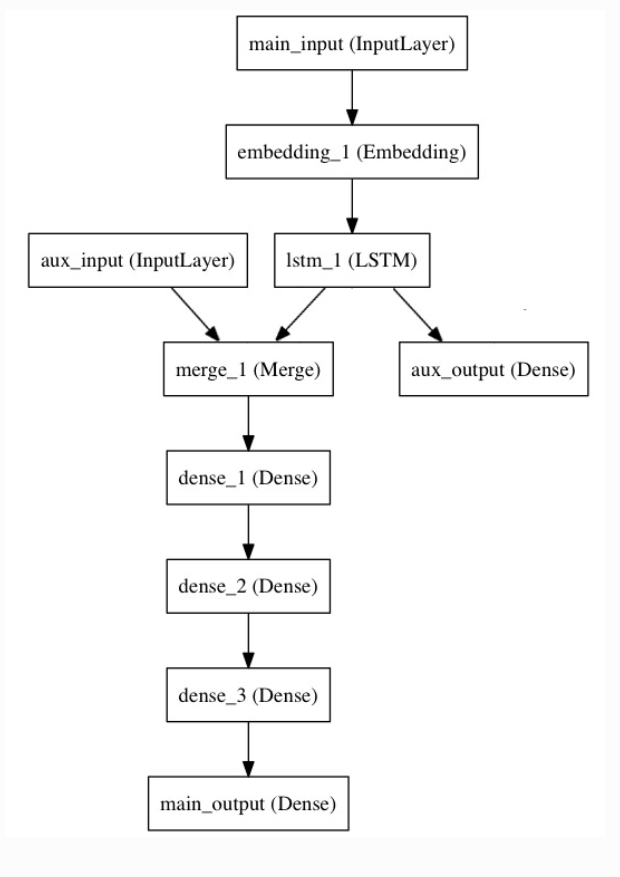 main_input (InputLayer)
embedding_1 (Embedding)
aux_input (InputLayer)
lstm_1 (LSTM)
merge_1 (Merge)
aux_output (Dense)
dense_1 (Dense)
dense_2 (Dense)
dense_3 (Dense)
main_output (Dense)